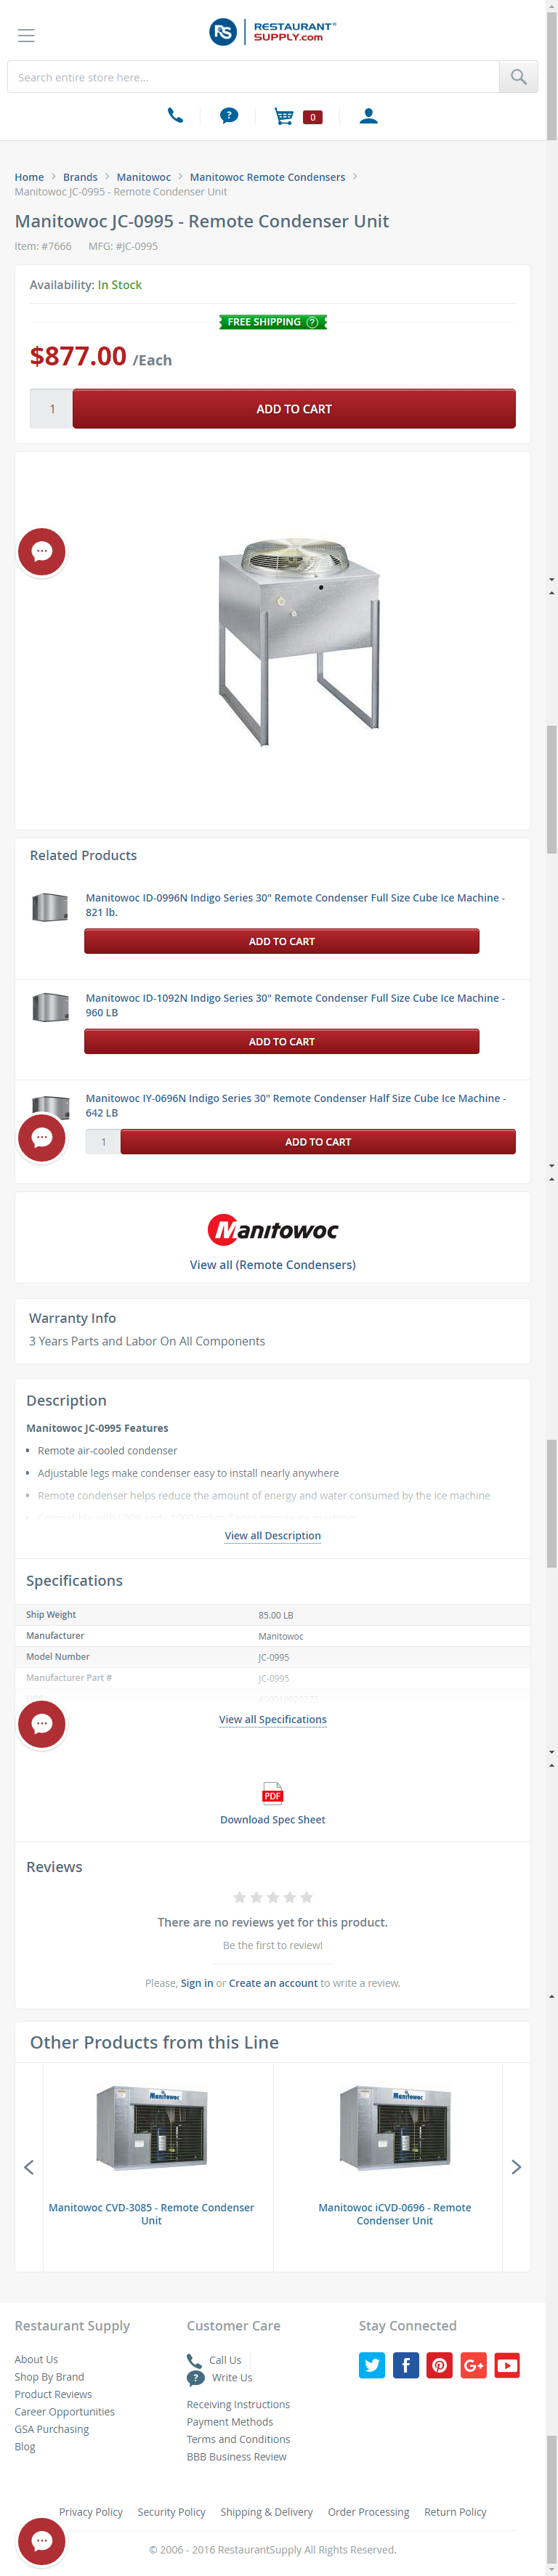 RESTAURANT
SUPPLY.com
Search entire store here...
?
0
Home > Brands > Manitowoc > Manitowoc Remote Condensers >
Manitowoc JC-0995 - Remote Condenser Unit
Manitowoc JC-0995 - Remote Condenser Unit
Item: #7666 MFG: #JC-0995
Availability: In Stock
FREE SHIPPING ?
$877.00 /Each
1 ADD TO CART
Related Products
Manitowoc ID-0996N Indigo Series 30" Remote Condenser Full Size Cube Ice Machine -
821 lb.
ADD TO CART
Manitowoc ID-1092N Indigo Series 30" Remote Condenser Full Size Cube Ice Machine -
960 LB
ADD TO CART
Manitowoc IY-0696N Indigo Series 30" Remote Condenser Half Size Cube Ice Machine -
642 LB
1 ADD TO CART
Manitowoc
View all (Remote Condensers)
Warranty Info
3 Years Parts and Labor On All Components
Description
Manitowoc JC-0995 Features
• Remote air-cooled condenser
• Adjustable legs make condenser easy to install nearly anywhere
• Remote condenser helps reduce the amount of energy and water consumed by the ice machine
View all Description
Specifications
Ship Weight 85.00 LB
Manufacturer Manitowoc
Model Number JC-0995
Manufacturer Part # JC-0995
View all Specifications
PDF
Download Spec Sheet
Reviews
There are no reviews yet for this product.
Be the first to review!
Please, Sign in or Create an account to write a review.
Other Products from this Line
Manitowoc
Manitowoc
Manitowoc CVD-3085 - Remote Condenser
Unit
Manitowoc iCVD-0696 - Remote
Condenser Unit
Restaurant Supply
About Us
Shop By Brand
Product Reviews
Career Opportunities
GSA Purchasing
Blog
Customer Care
Call Us
? Write Us
Receiving Instructions
Payment Methods
Terms and Conditions
BBB Business Review
Stay Connected
Privacy Policy Security Policy Shipping & Delivery Order Processing Return Policy
© 2006 - 2016 RestaurantSupply All Rights Reserved.